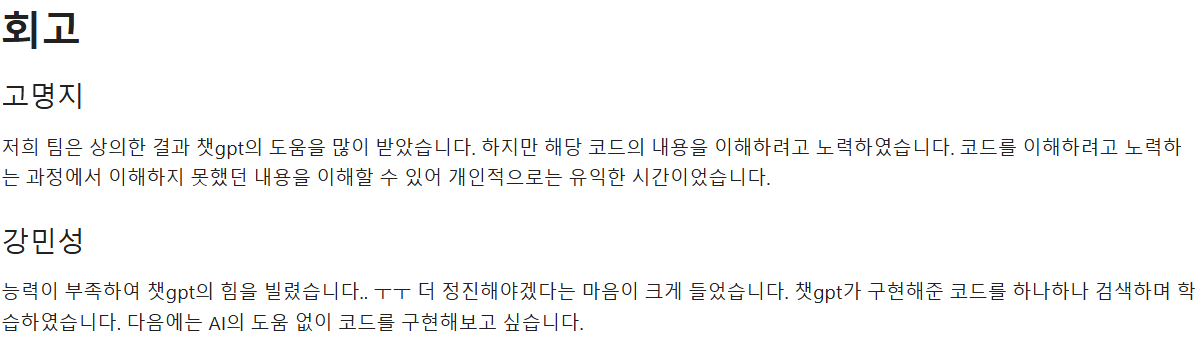 회고
고명지
저희 팀은 상의한 결과 챗gpt의 도움을 많이 받았습니다. 하지만 해당 코드의 내용을 이해하려고 노력하였습니다. 코드를 이해하려고 노력하
는 과정에서 이해하지 못했던 내용을 이해할 수 있어 개인적으로는 유익한 시간이었습니다.
강민성
능력이 부족하여 챗gpt의 힘을 빌렸습니다.. ㅜㅜ 더 정진해야겠다는 마음이 크게 들었습니다. 챗gpt가 구현해준 코드를 하나하나 검색하며 학
습하였습니다. 다음에는 AI의 도움 없이 코드를 구현해보고 싶습니다.